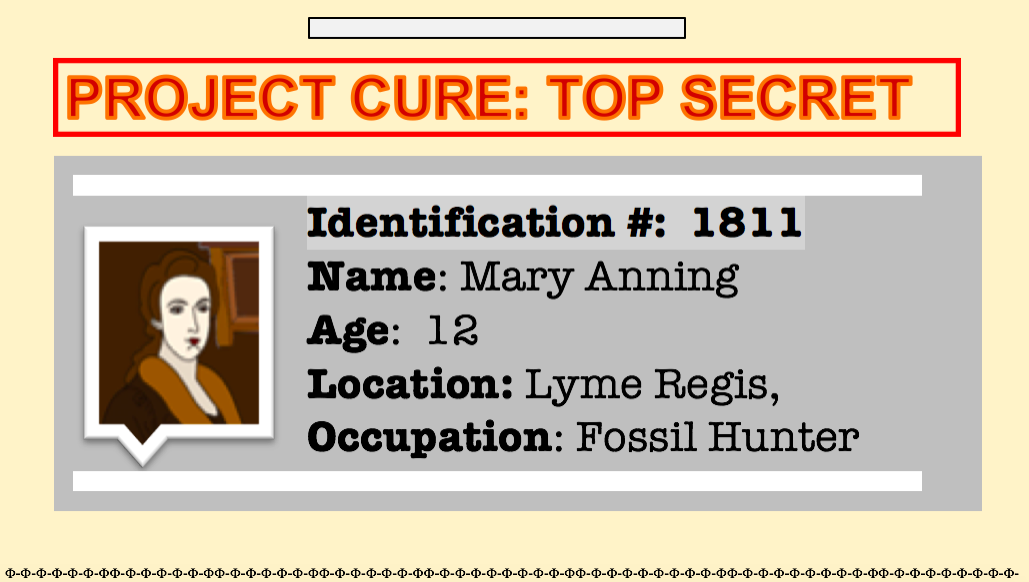 PROJECT CURE: TOP SECRET
Identification #: 1811
Name: Mary Anning
Age: 12
Location: Lyme Regis,
Occupation: Fossil Hunter